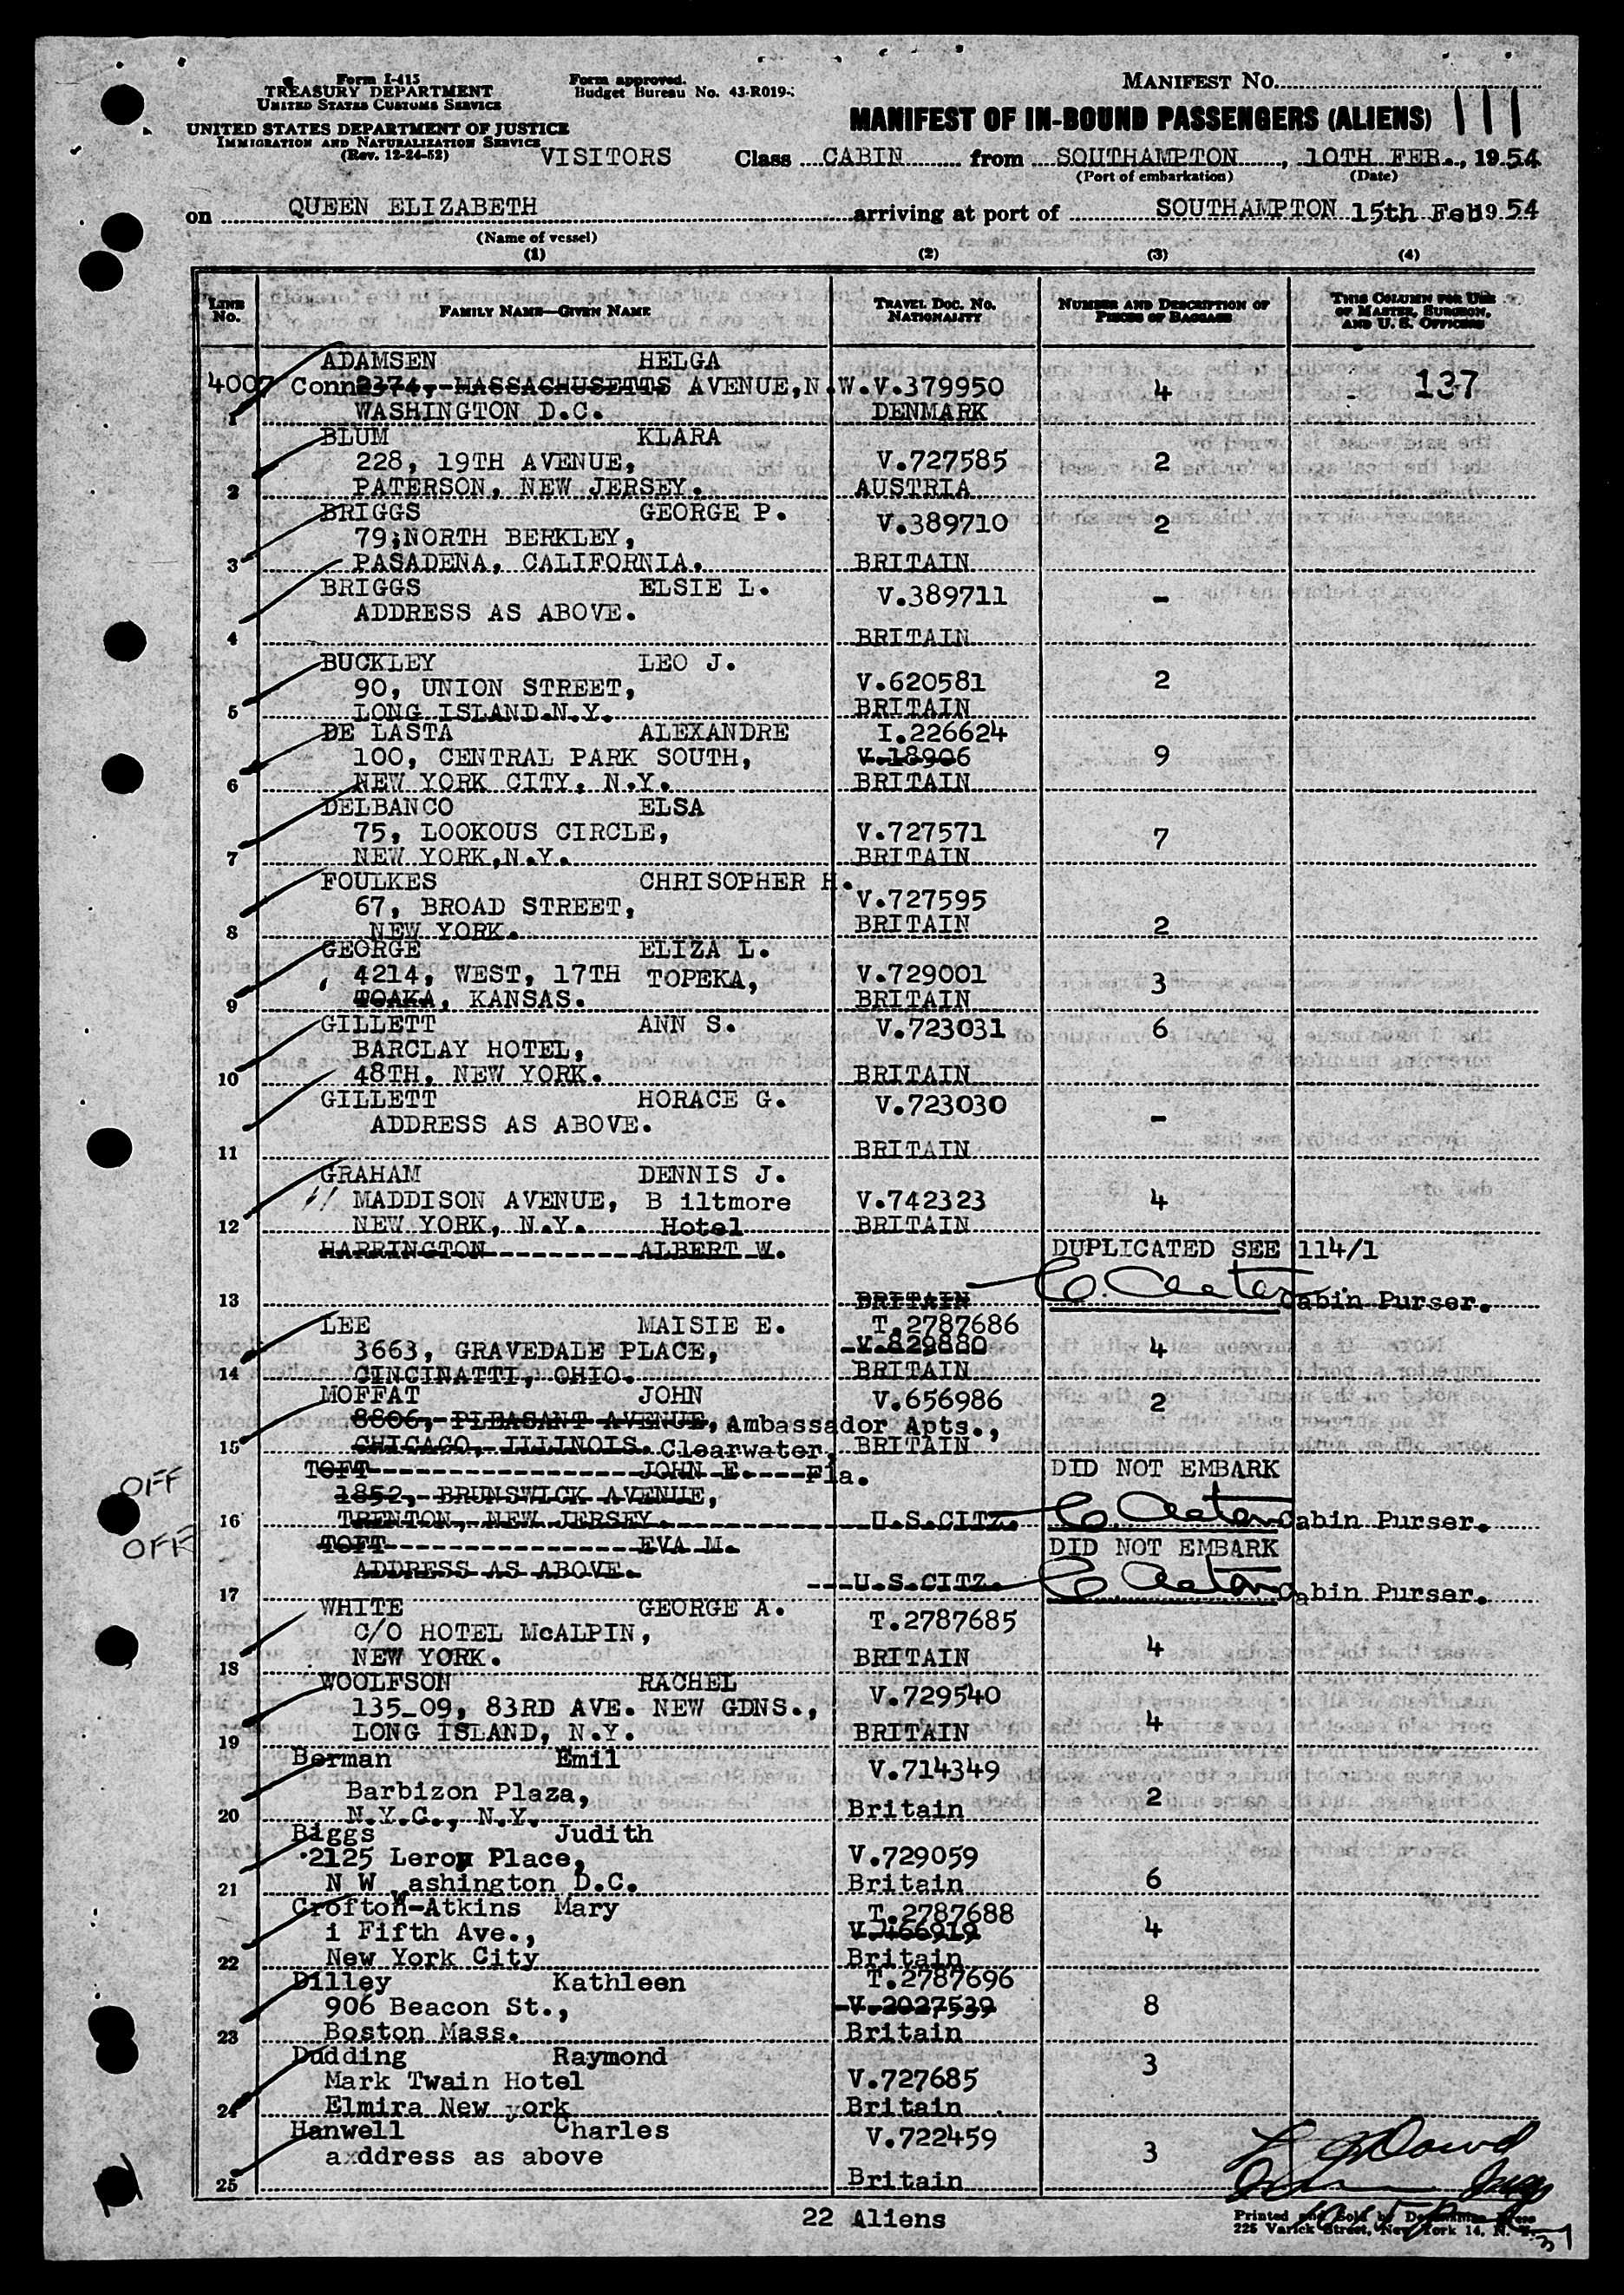 Form I-415
TREASURY DEPARTMENT
UNITED STATES CUSTOMS SERVICE
UNITED STATES DEPARTMENT OF JUSTICE
IMMIGRATION AND NATURALIZATION SERVICE
(Rev. 12-24-52)
Form approved.
Budget Bureau No. 43-R019-
MANIFEST No.
MANIFEST OF IN-BOUND PASSENGERS (ALIENS) 111
VISITORS Class CABIN from SOUTHAMPTON, 10TH FEB., 1954
(Port of embarkation) (Date)
on QUEEN ELIZABETH arriving at port of SOUTHAMPTON 15th Feb 1954
(Name of vessel)
(1) (2) (3) (4)
LINE No. FAMILY NAME—GIVEN NAME TRAVEL DOC. NO. NATIONALITY NUMBER AND DESCRIPTION OF PIECES OF BAGGAGE THIS COLUMN FOR USE OF MASTER, SURGEON, AND U. S. OFFICERS
ADAMSEN HELGA
4007 Conn 2374, MASSACHUSETTS AVENUE, N.W. V.379950 4 137
1 WASHINGTON D.C. DENMARK
BLUM KLARA
228, 19TH AVENUE, V.727585 2
2 PATERSON, NEW JERSEY. AUSTRIA
BRIGGS GEORGE P.
79, NORTH BERKLEY, V.389710 2
3 PASADENA, CALIFORNIA. BRITAIN
BRIGGS ELSIE L.
ADDRESS AS ABOVE. V.389711 -
4 BRITAIN
BUCKLEY LEO J.
90, UNION STREET, V.620581 2
5 LONG ISLAND.N.Y. BRITAIN
DE LASTA ALEXANDRE I.226624
100, CENTRAL PARK SOUTH, V.18906 9
6 NEW YORK CITY, N.Y. BRITAIN
DELBANCO ELSA
75, LOOKOUS CIRCLE, V.727571 7
7 NEW YORK,N.Y. BRITAIN
FOULKES CHRISOPHER H.
67, BROAD STREET, V.727595
8 NEW YORK. BRITAIN 2
GEORGE ELIZA L.
4214, WEST, 17TH TOPEKA, V.729001 3
9 TOAKA, KANSAS. BRITAIN
GILLETT ANN S. V.723031 6
BARCLAY HOTEL,
10 48TH, NEW YORK. BRITAIN
GILLETT HORACE G. V.723030
ADDRESS AS ABOVE. -
11 BRITAIN
GRAHAM DENNIS J.
MADDISON AVENUE, B iltmore V.742323 4
12 NEW YORK, N.Y. Hotel BRITAIN
HARRINGTON ALBERT W. DUPLICATED SEE 114/1
13 BRITAIN Cabin Purser.
LEE MAISIE E. T.2787686
3663, GRAVEDALE PLACE, V.829880 4
14 CINCINATTI, OHIO. BRITAIN
MOFFAT JOHN V.656986 2
8806, PLEASANT AVENUE, Ambassador Apts.,
15 CHICAGO, ILLINOIS. Clearwater, BRITAIN
TOFT JOHN E. Fla. DID NOT EMBARK
OFF 1852, BRUNSWICK AVENUE,
16 TRENTON, NEW JERSEY. U.S.CITZ. Cabin Purser.
OFF TOFT EVA M. DID NOT EMBARK
ADDRESS AS ABOVE.
17 U.S.CITZ. Cabin Purser.
WHITE GEORGE A. T.2787685
C/O HOTEL McALPIN, 4
18 NEW YORK. BRITAIN
WOOLFSON RACHEL V.729540
135-09, 83RD AVE. NEW GDNS., 4
19 LONG ISLAND, N.Y. BRITAIN
Berman Emil V.714349
Barbizon Plaza, 2
20 N.Y.C., N.Y. Britain
Biggs Judith
2125 Leroy Place, V.729059
21 N W Washington D.C. Britain 6
Crofton-Atkins Mary T.2787688
1 Fifth Ave., V.466919 4
22 New York City Britain
Dilley Kathleen T.2787696
906 Beacon St., V.2027539 8
23 Boston Mass. Britain
Dudding Raymond 3
Mark Twain Hotel V.727685
24 Elmira New york Britain
Hanwell Charles V.722459
axddress as above 3
25 Britain
22 Aliens
225 Varick Street, New York 14, N. Y.